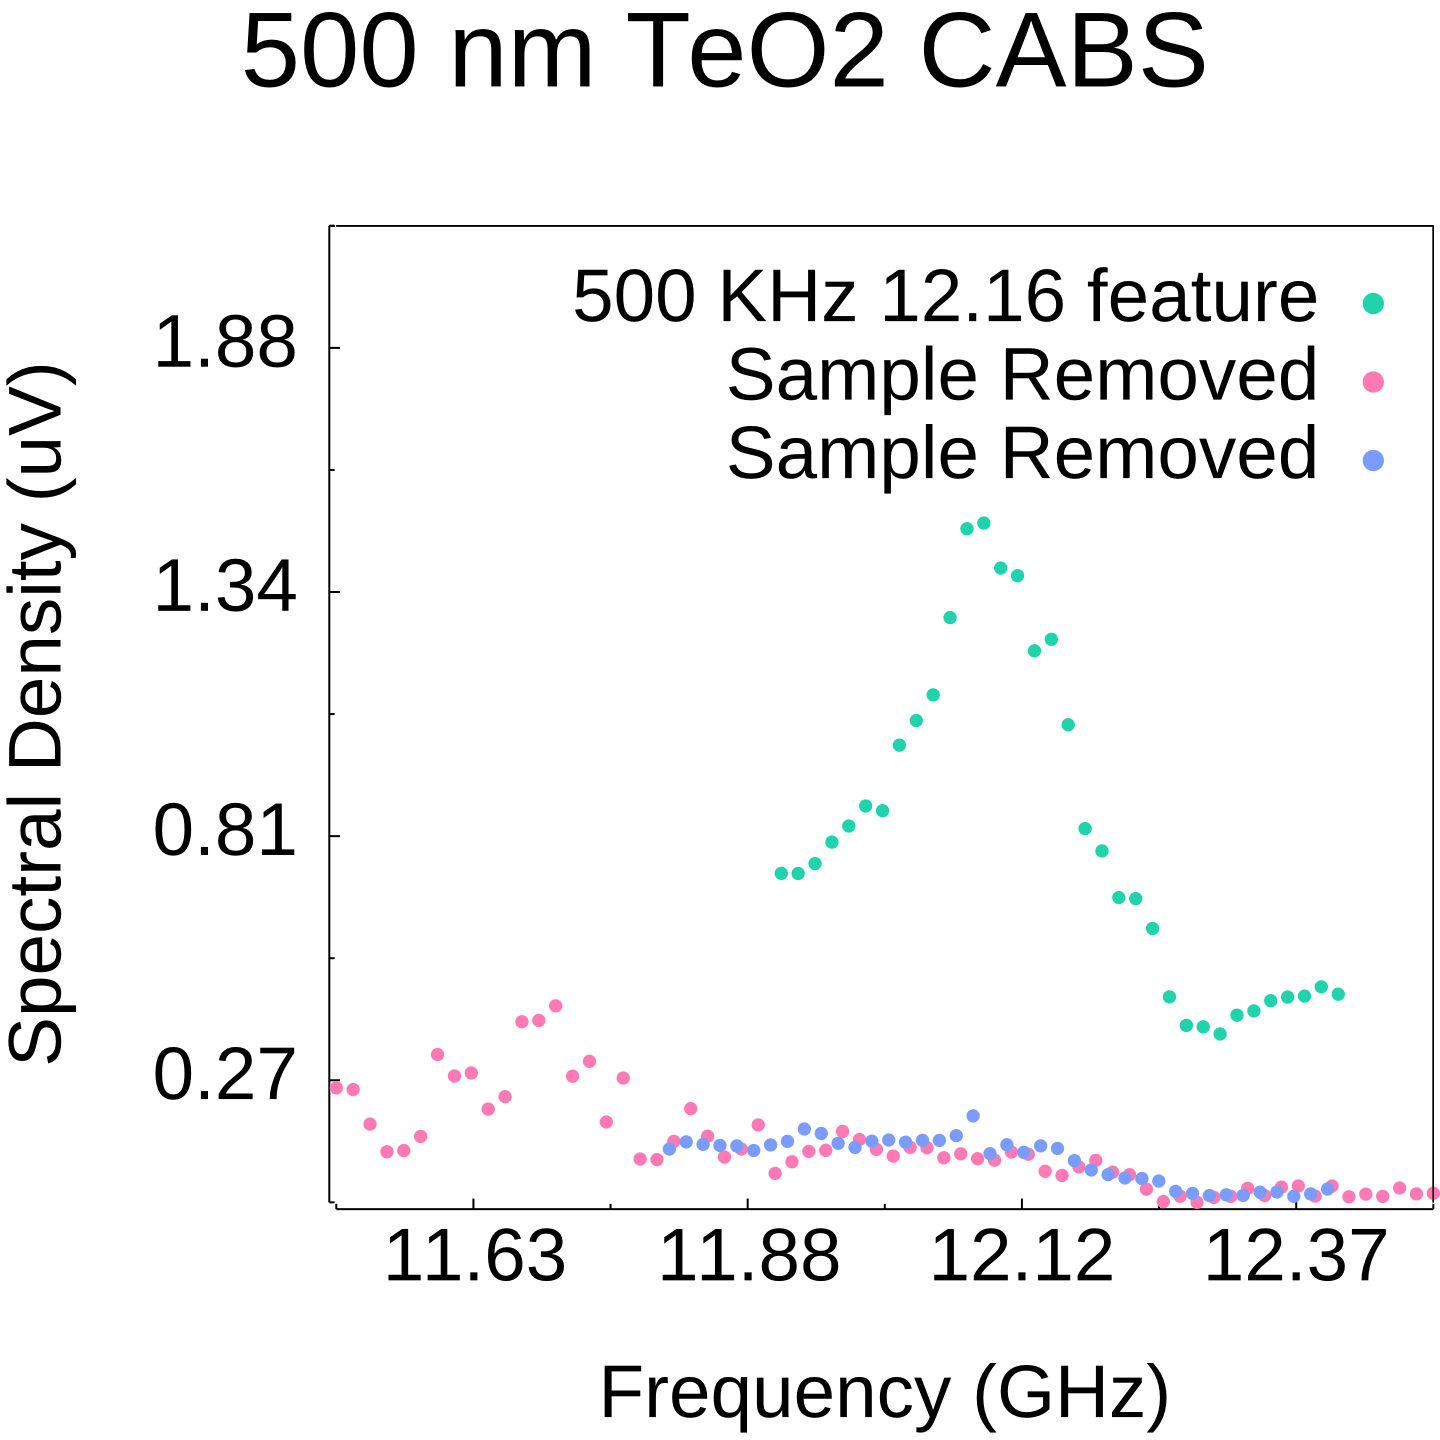 500 nm TeO2 CABS
500 KHz 12.16 feature
Sample Removed
Sample Removed
Spectral Density (uV)
1.88
1.34
0.81
0.27
11.63
11.88
12.12
12.37
Frequency (GHz)